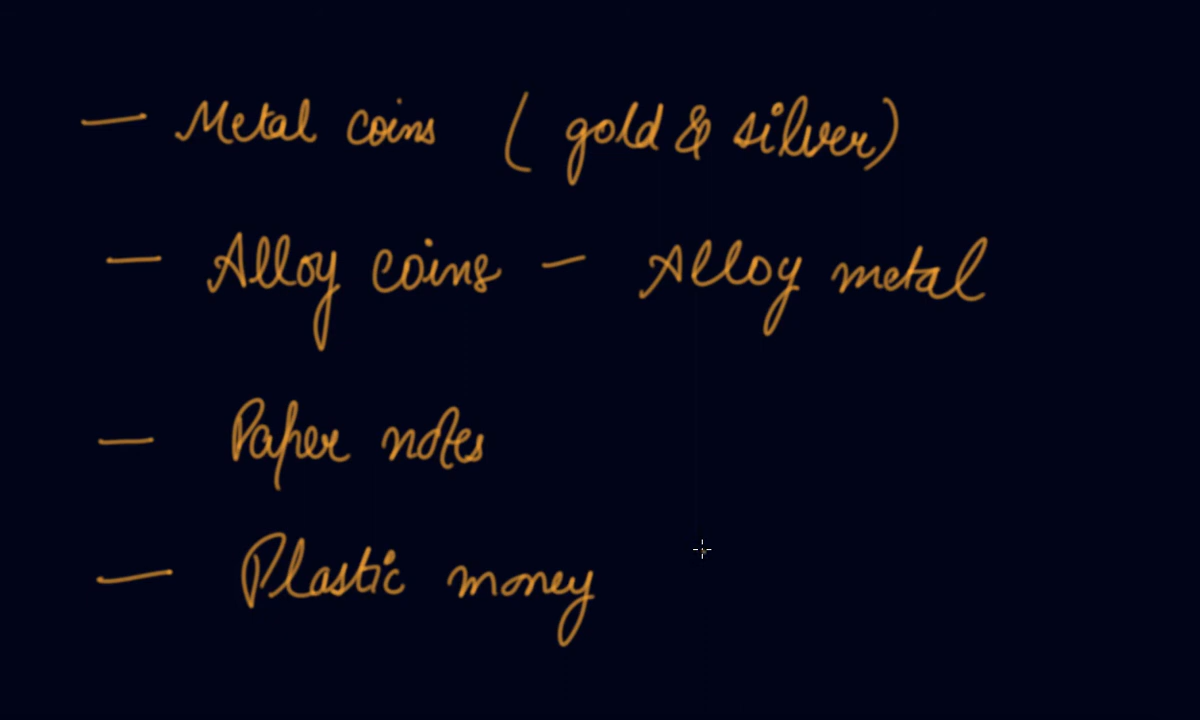 — Metal coins ( gold & silver)
— Alloy coins — Alloy metal
— Paper notes
— Plastic money